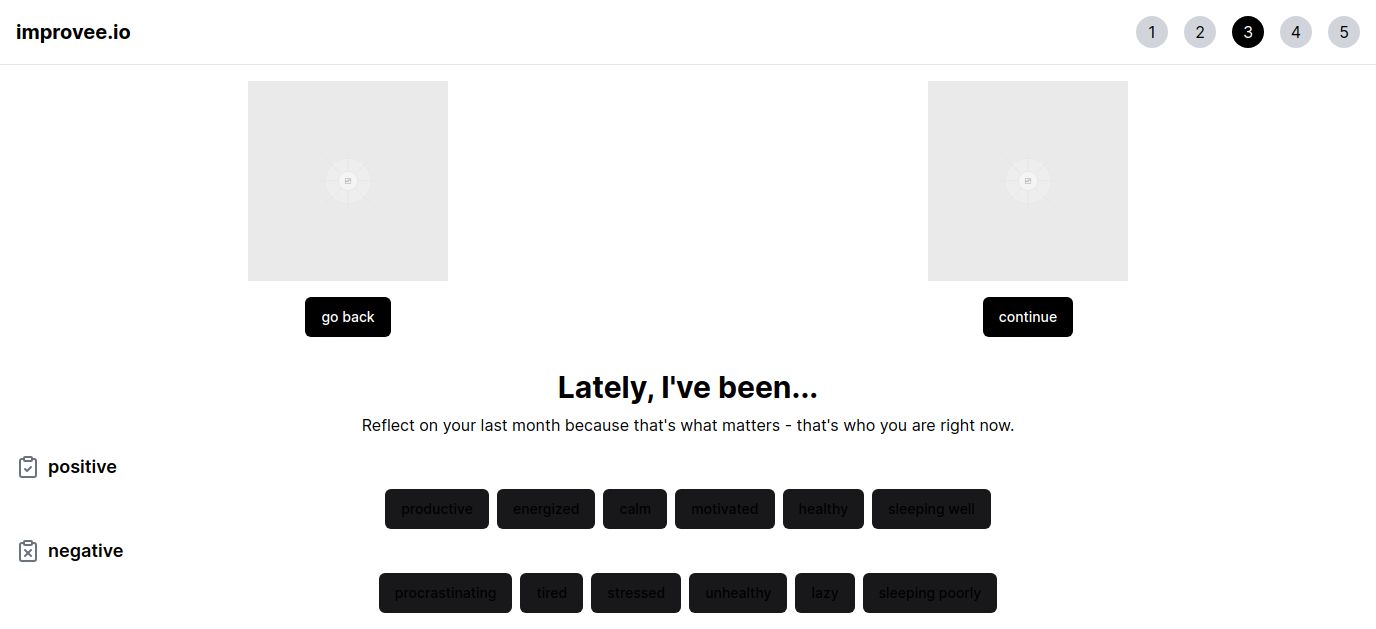 improvee.io
1 2 3 4 5
go back
continue
Lately, I've been...
Reflect on your last month because that's what matters - that's who you are right now.
positive
productive energized calm motivated healthy sleeping well
negative
procrastinating tired stressed unhealthy lazy sleeping poorly